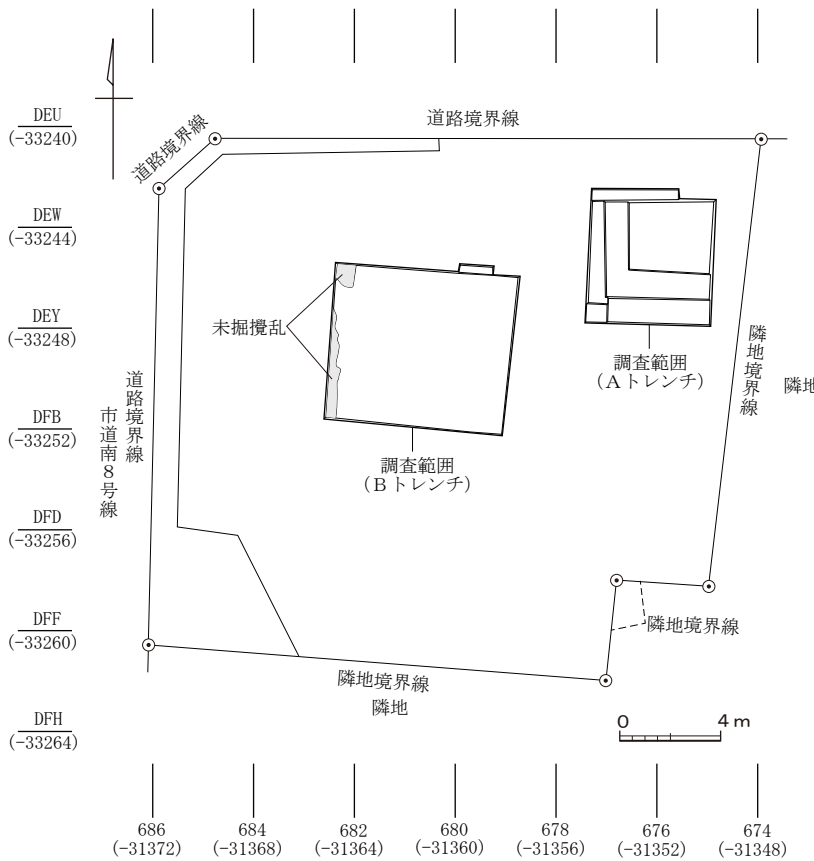 道路境界線
道路境界線
DEU
(-33240)
DEW
(-33244)
DEY
(-33248)
DFB
(-33252)
DFD
(-33256)
DFF
(-33260)
DFH
(-33264)
未掘攪乱
調査範囲
(Aトレンチ)
調査範囲
(Bトレンチ)
道路境界線
市道南8号線
隣地境界線
隣地
隣地境界線
隣地境界線
隣地
0 4m
686
(-31372)
684
(-31368)
682
(-31364)
680
(-31360)
678
(-31356)
676
(-31352)
674
(-31348)